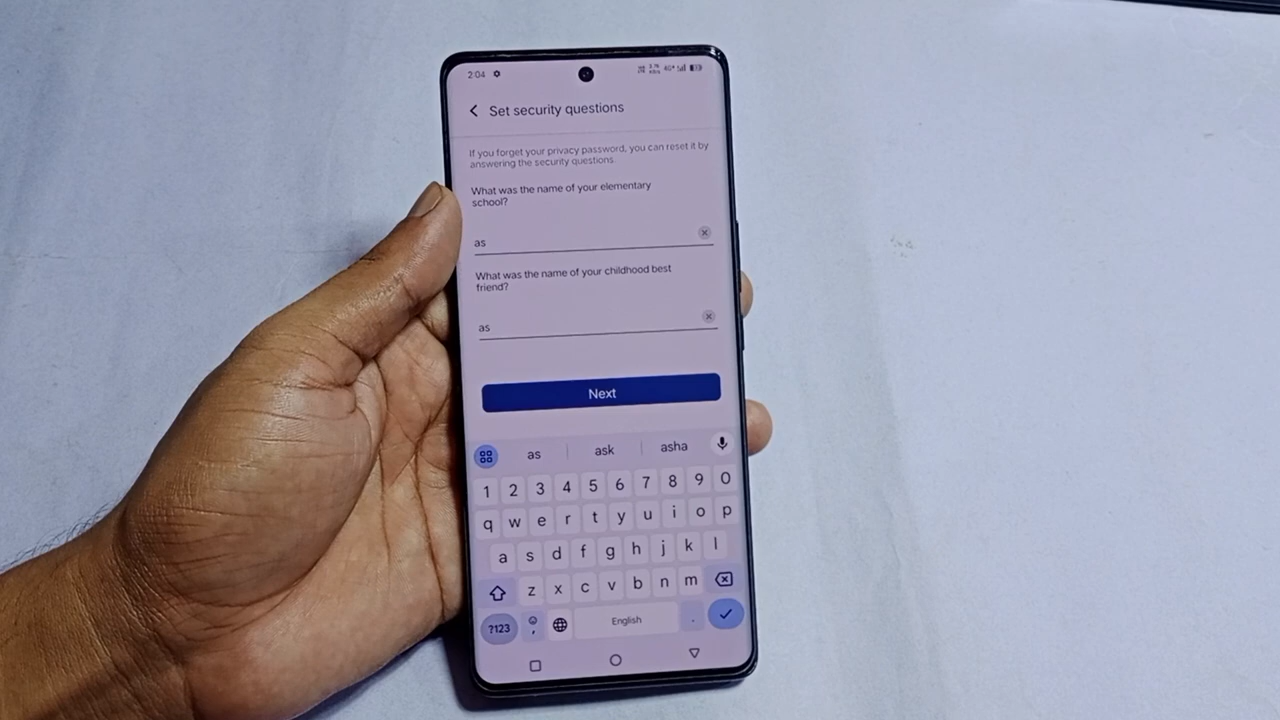 2:04
4G+
Set security questions
If you forget your privacy password, you can reset it by
answering the security questions.
What was the name of your elementary
school?
as
What was the name of your childhood best
friend?
as
Next
as ask asha
1 2 3 4 5 6 7 8 9 0
q w e r t y u i o p
a s d f g h j k l
z x c v b n m
?123 , English .